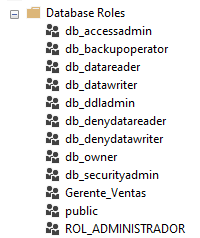 Database Roles
db_accessadmin
db_backupoperator
db_datareader
db_datawriter
db_ddladmin
db_denydatareader
db_denydatawriter
db_owner
db_securityadmin
Gerente_Ventas
public
ROL_ADMINISTRADOR